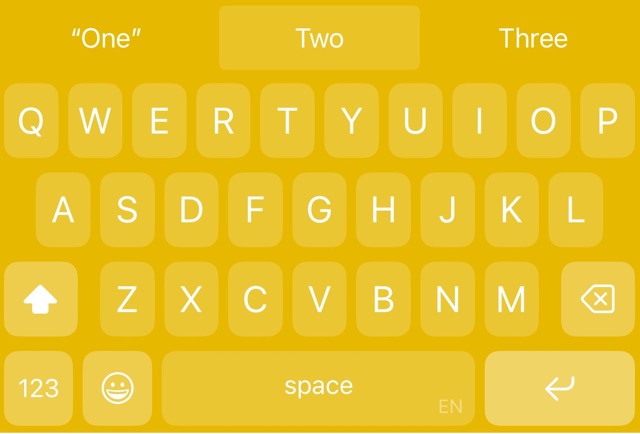 “One” Two Three
Q W E R T Y U I O P
A S D F G H J K L
Z X C V B N M
123 space EN